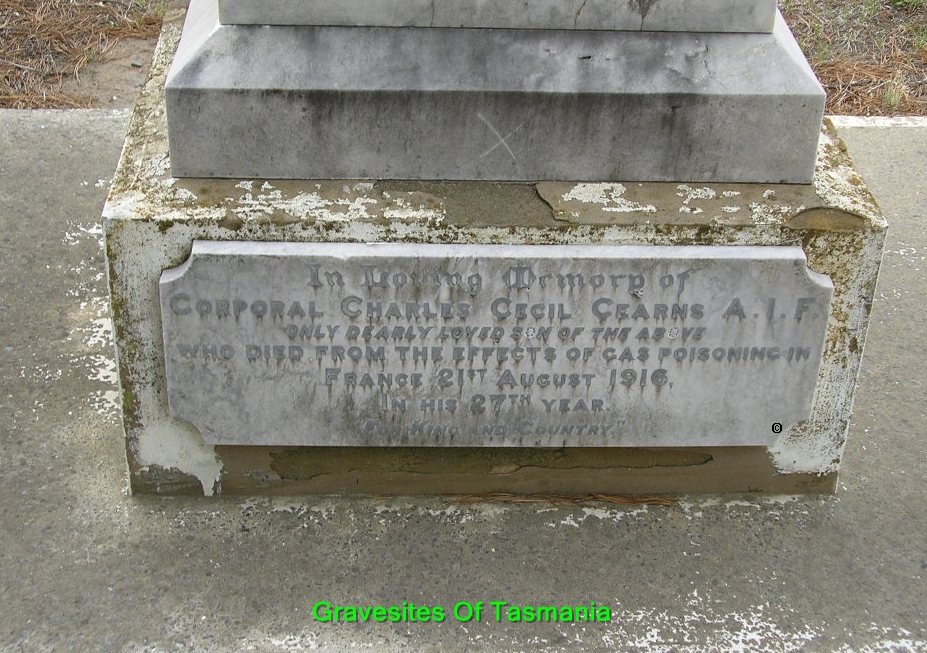 In Loving Memory of
CORPORAL CHARLES CECIL CEARNS A.I.F.
ONLY DEARLY LOVED SON OF THE ABOVE
WHO DIED FROM THE EFFECTS OF GAS POISONING IN
FRANCE 21ST AUGUST 1916,
IN HIS 27TH YEAR.
"FOR KING AND COUNTRY."
©
Gravesites Of Tasmania